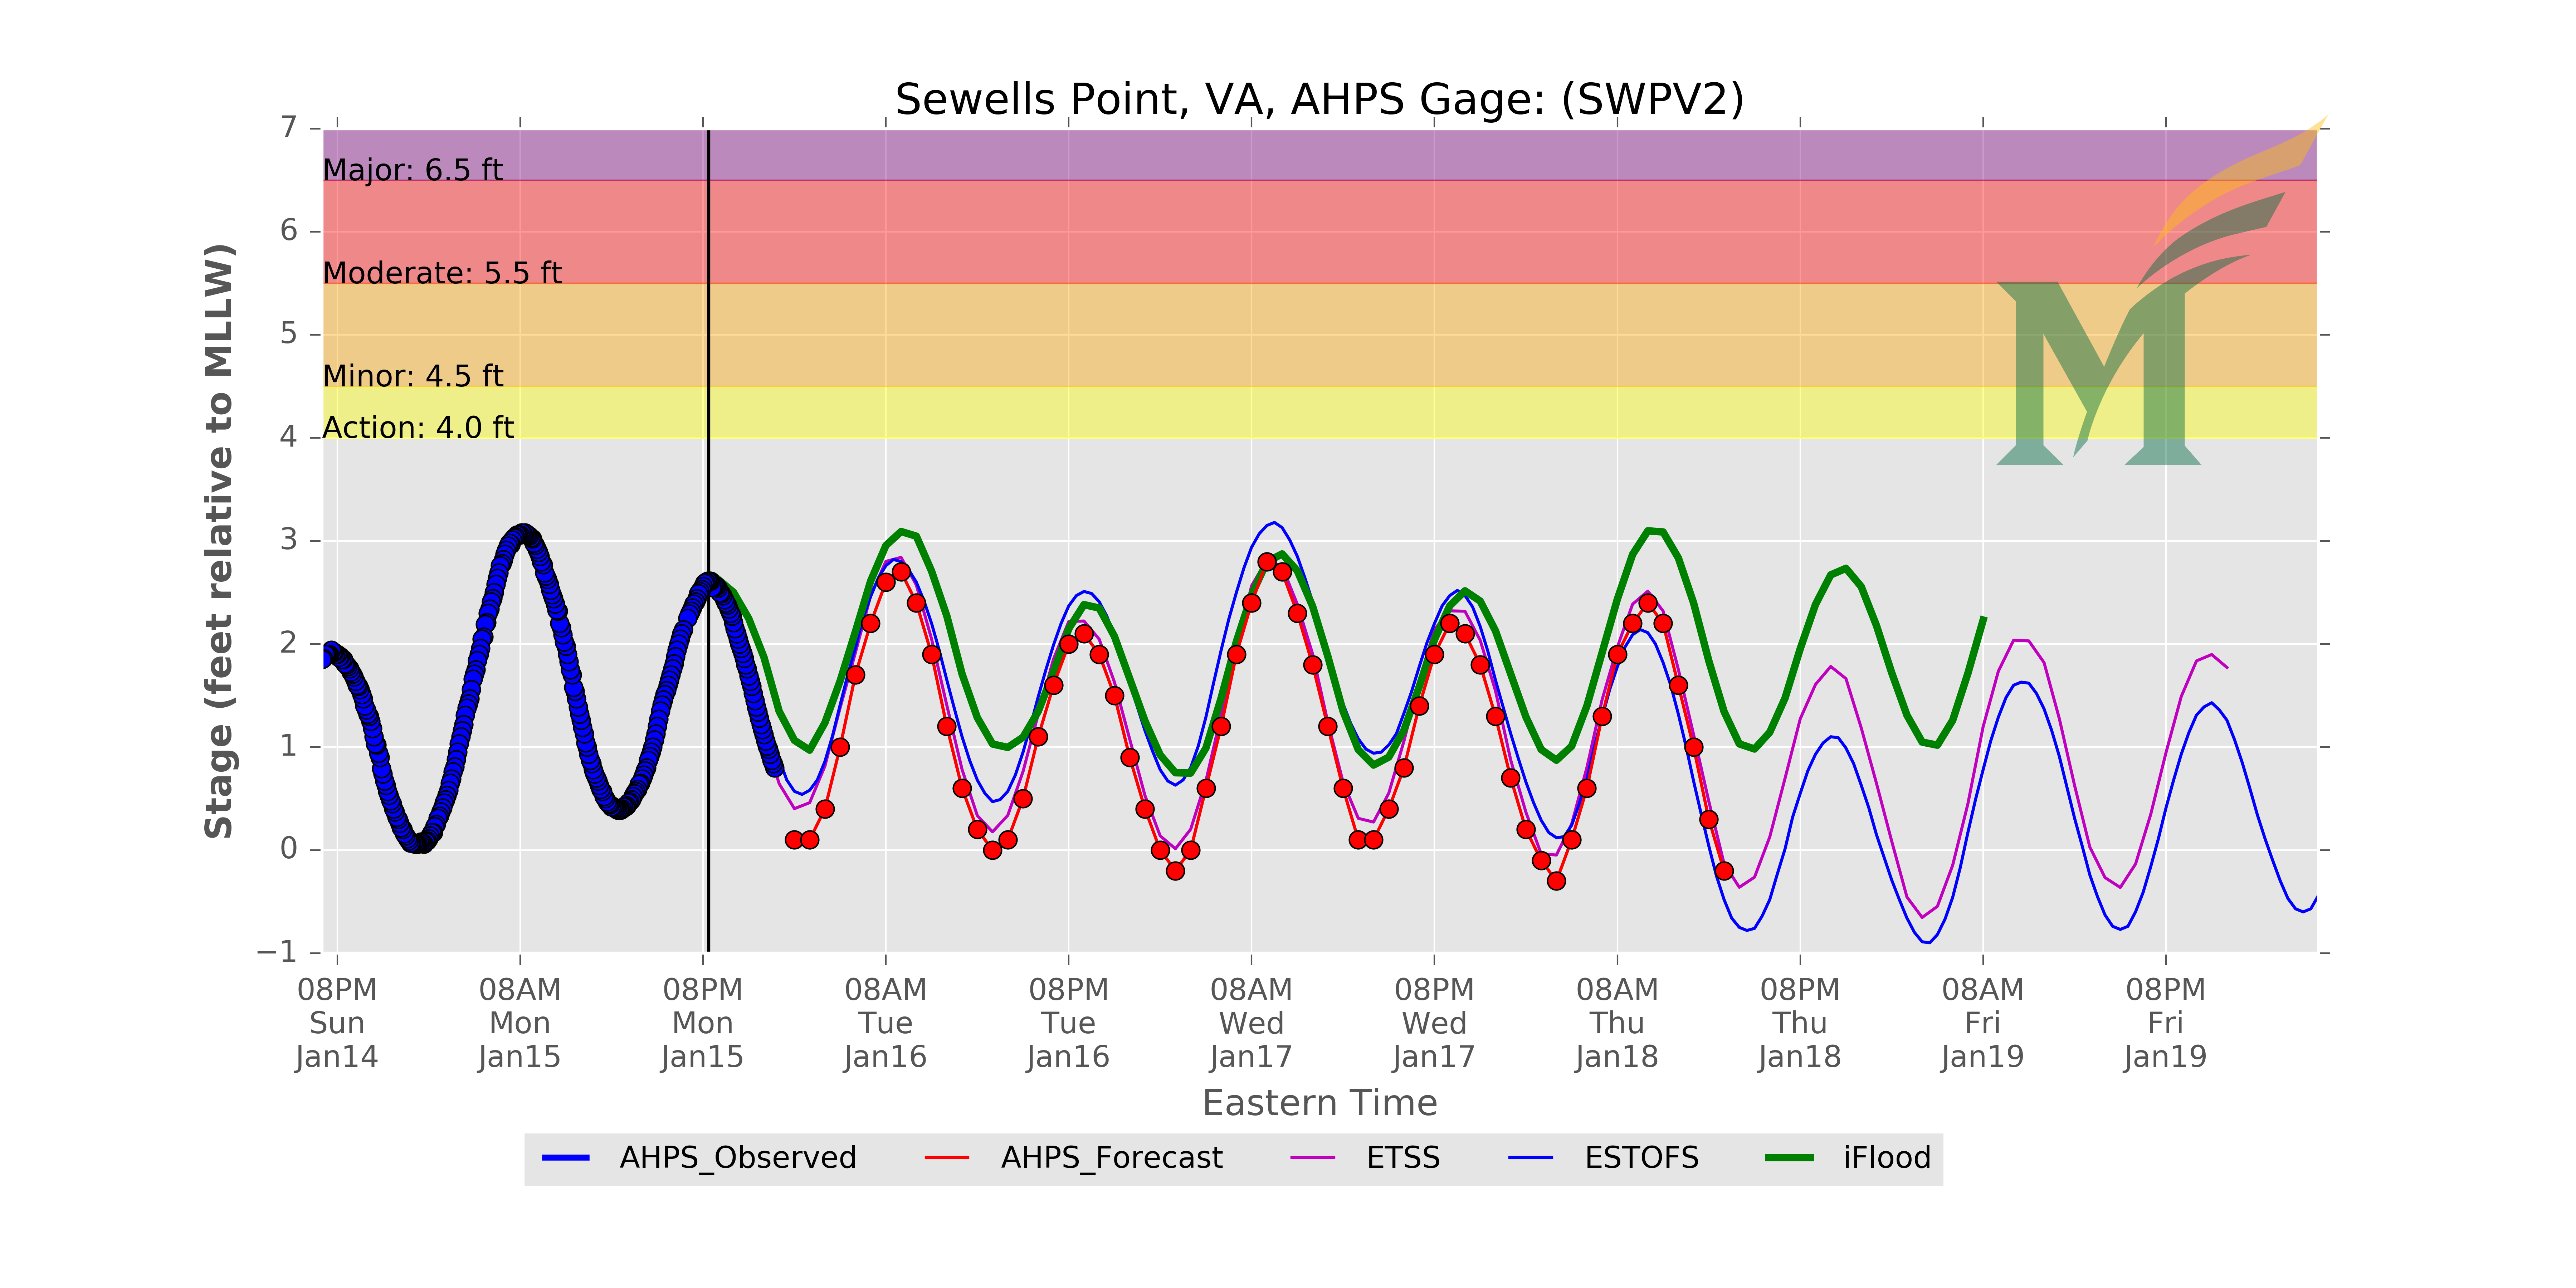 Sewells Point, VA, AHPS Gage: (SWPV2)
7
Major: 6.5 ft
6
Moderate: 5.5 ft
5
Minor: 4.5 ft
Action: 4.0 ft
4
3
2
1
0
−1
Stage (feet relative to MLLW)
08PM 08AM 08PM 08AM 08PM 08AM 08PM 08AM 08PM 08AM 08PM
Sun Mon Mon Tue Tue Wed Wed Thu Thu Fri Fri
Jan14 Jan15 Jan15 Jan16 Jan16 Jan17 Jan17 Jan18 Jan18 Jan19 Jan19
Eastern Time
AHPS_Observed AHPS_Forecast ETSS ESTOFS iFlood
M